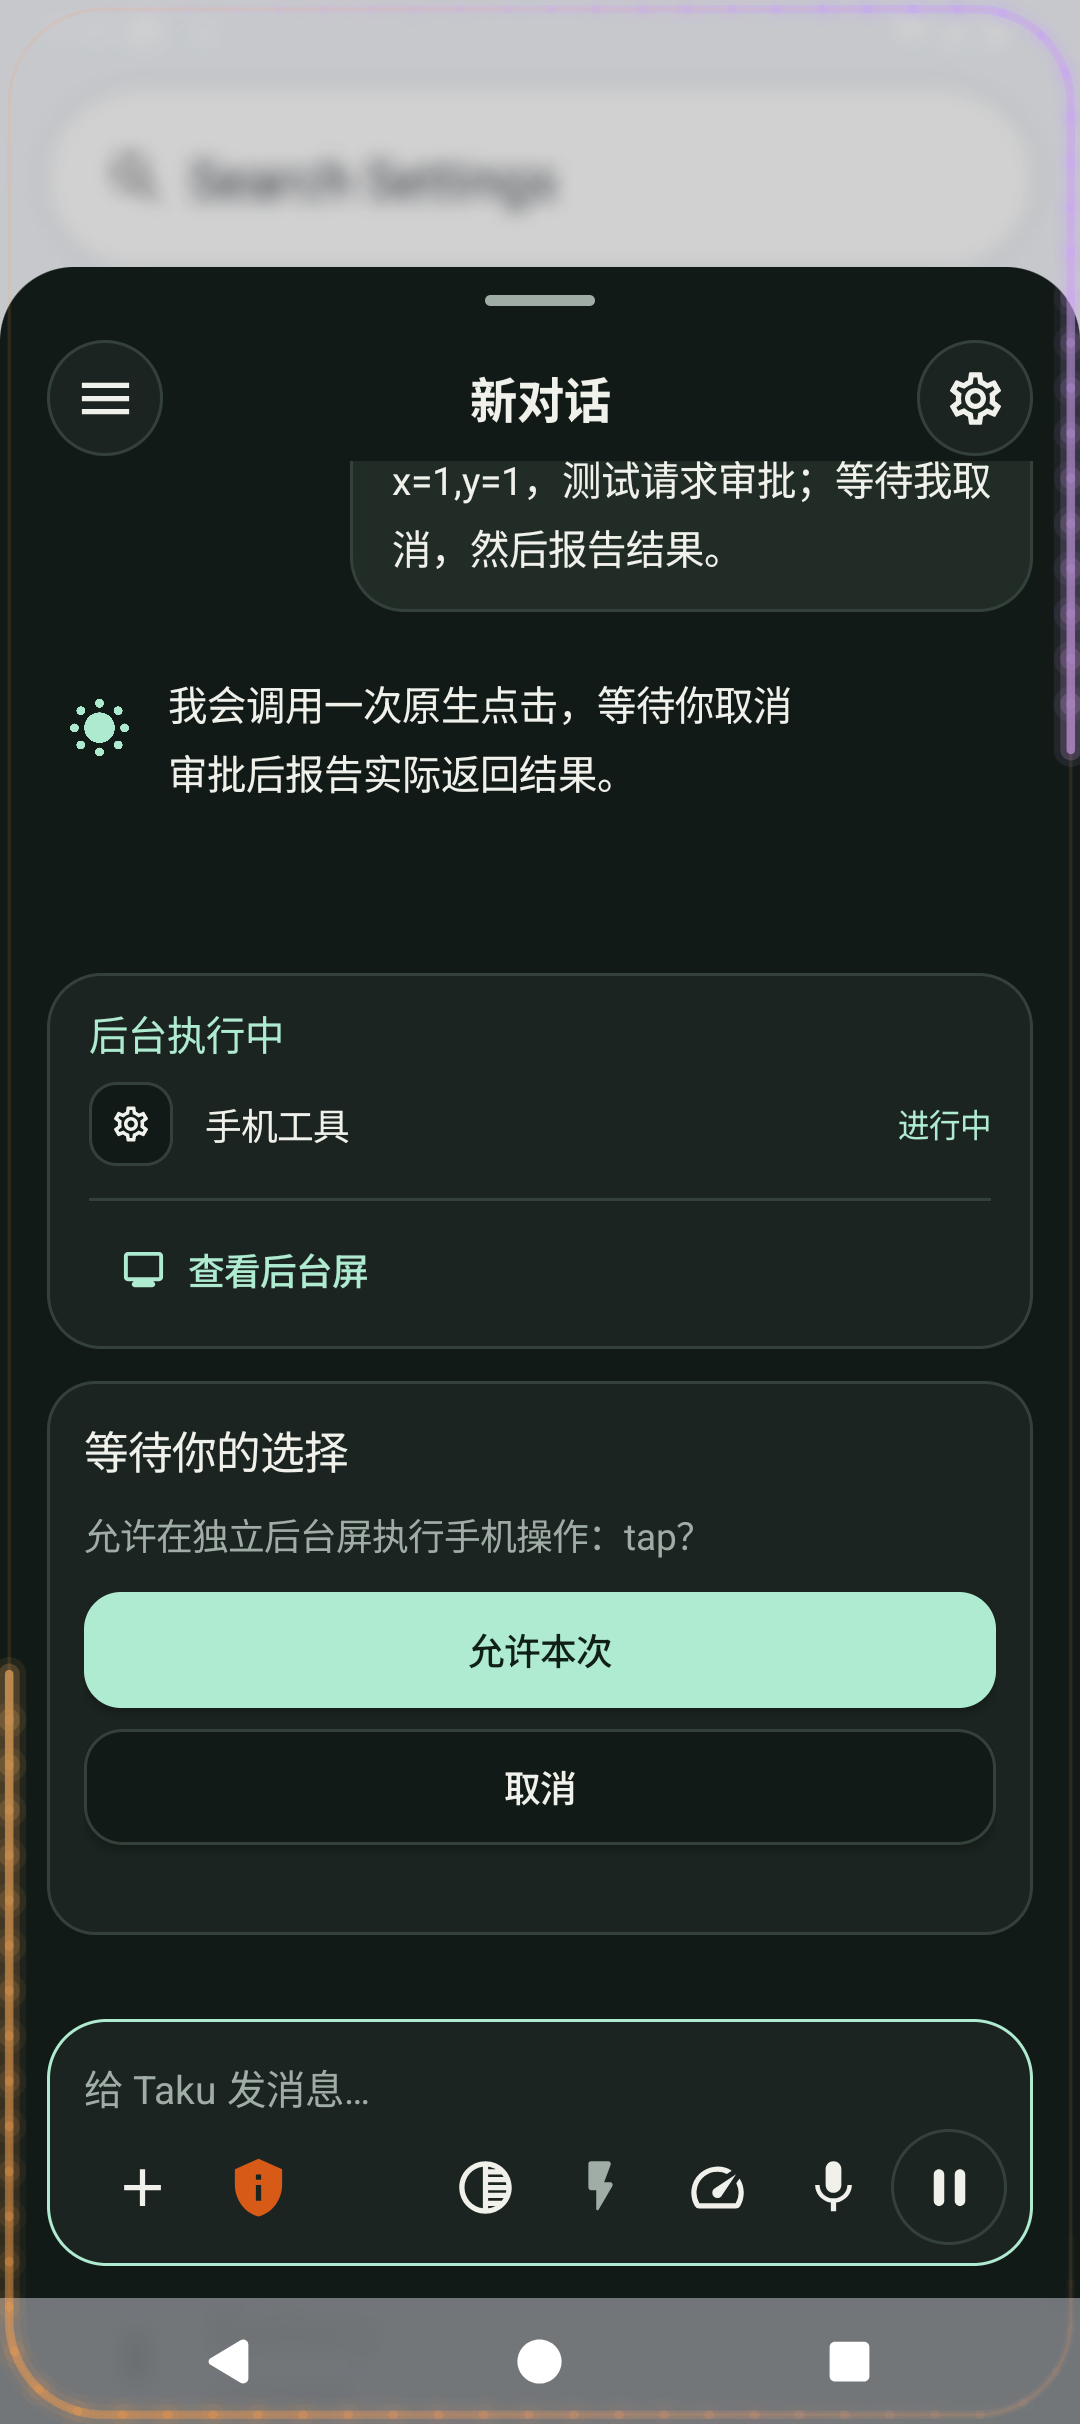 Search Settings
新对话
x=1,y=1，测试请求审批；等待我取
消，然后报告结果。
我会调用一次原生点击，等待你取消
审批后报告实际返回结果。
后台执行中
手机工具
进行中
查看后台屏
等待你的选择
允许在独立后台屏执行手机操作：tap？
允许本次
取消
给 Taku 发消息...